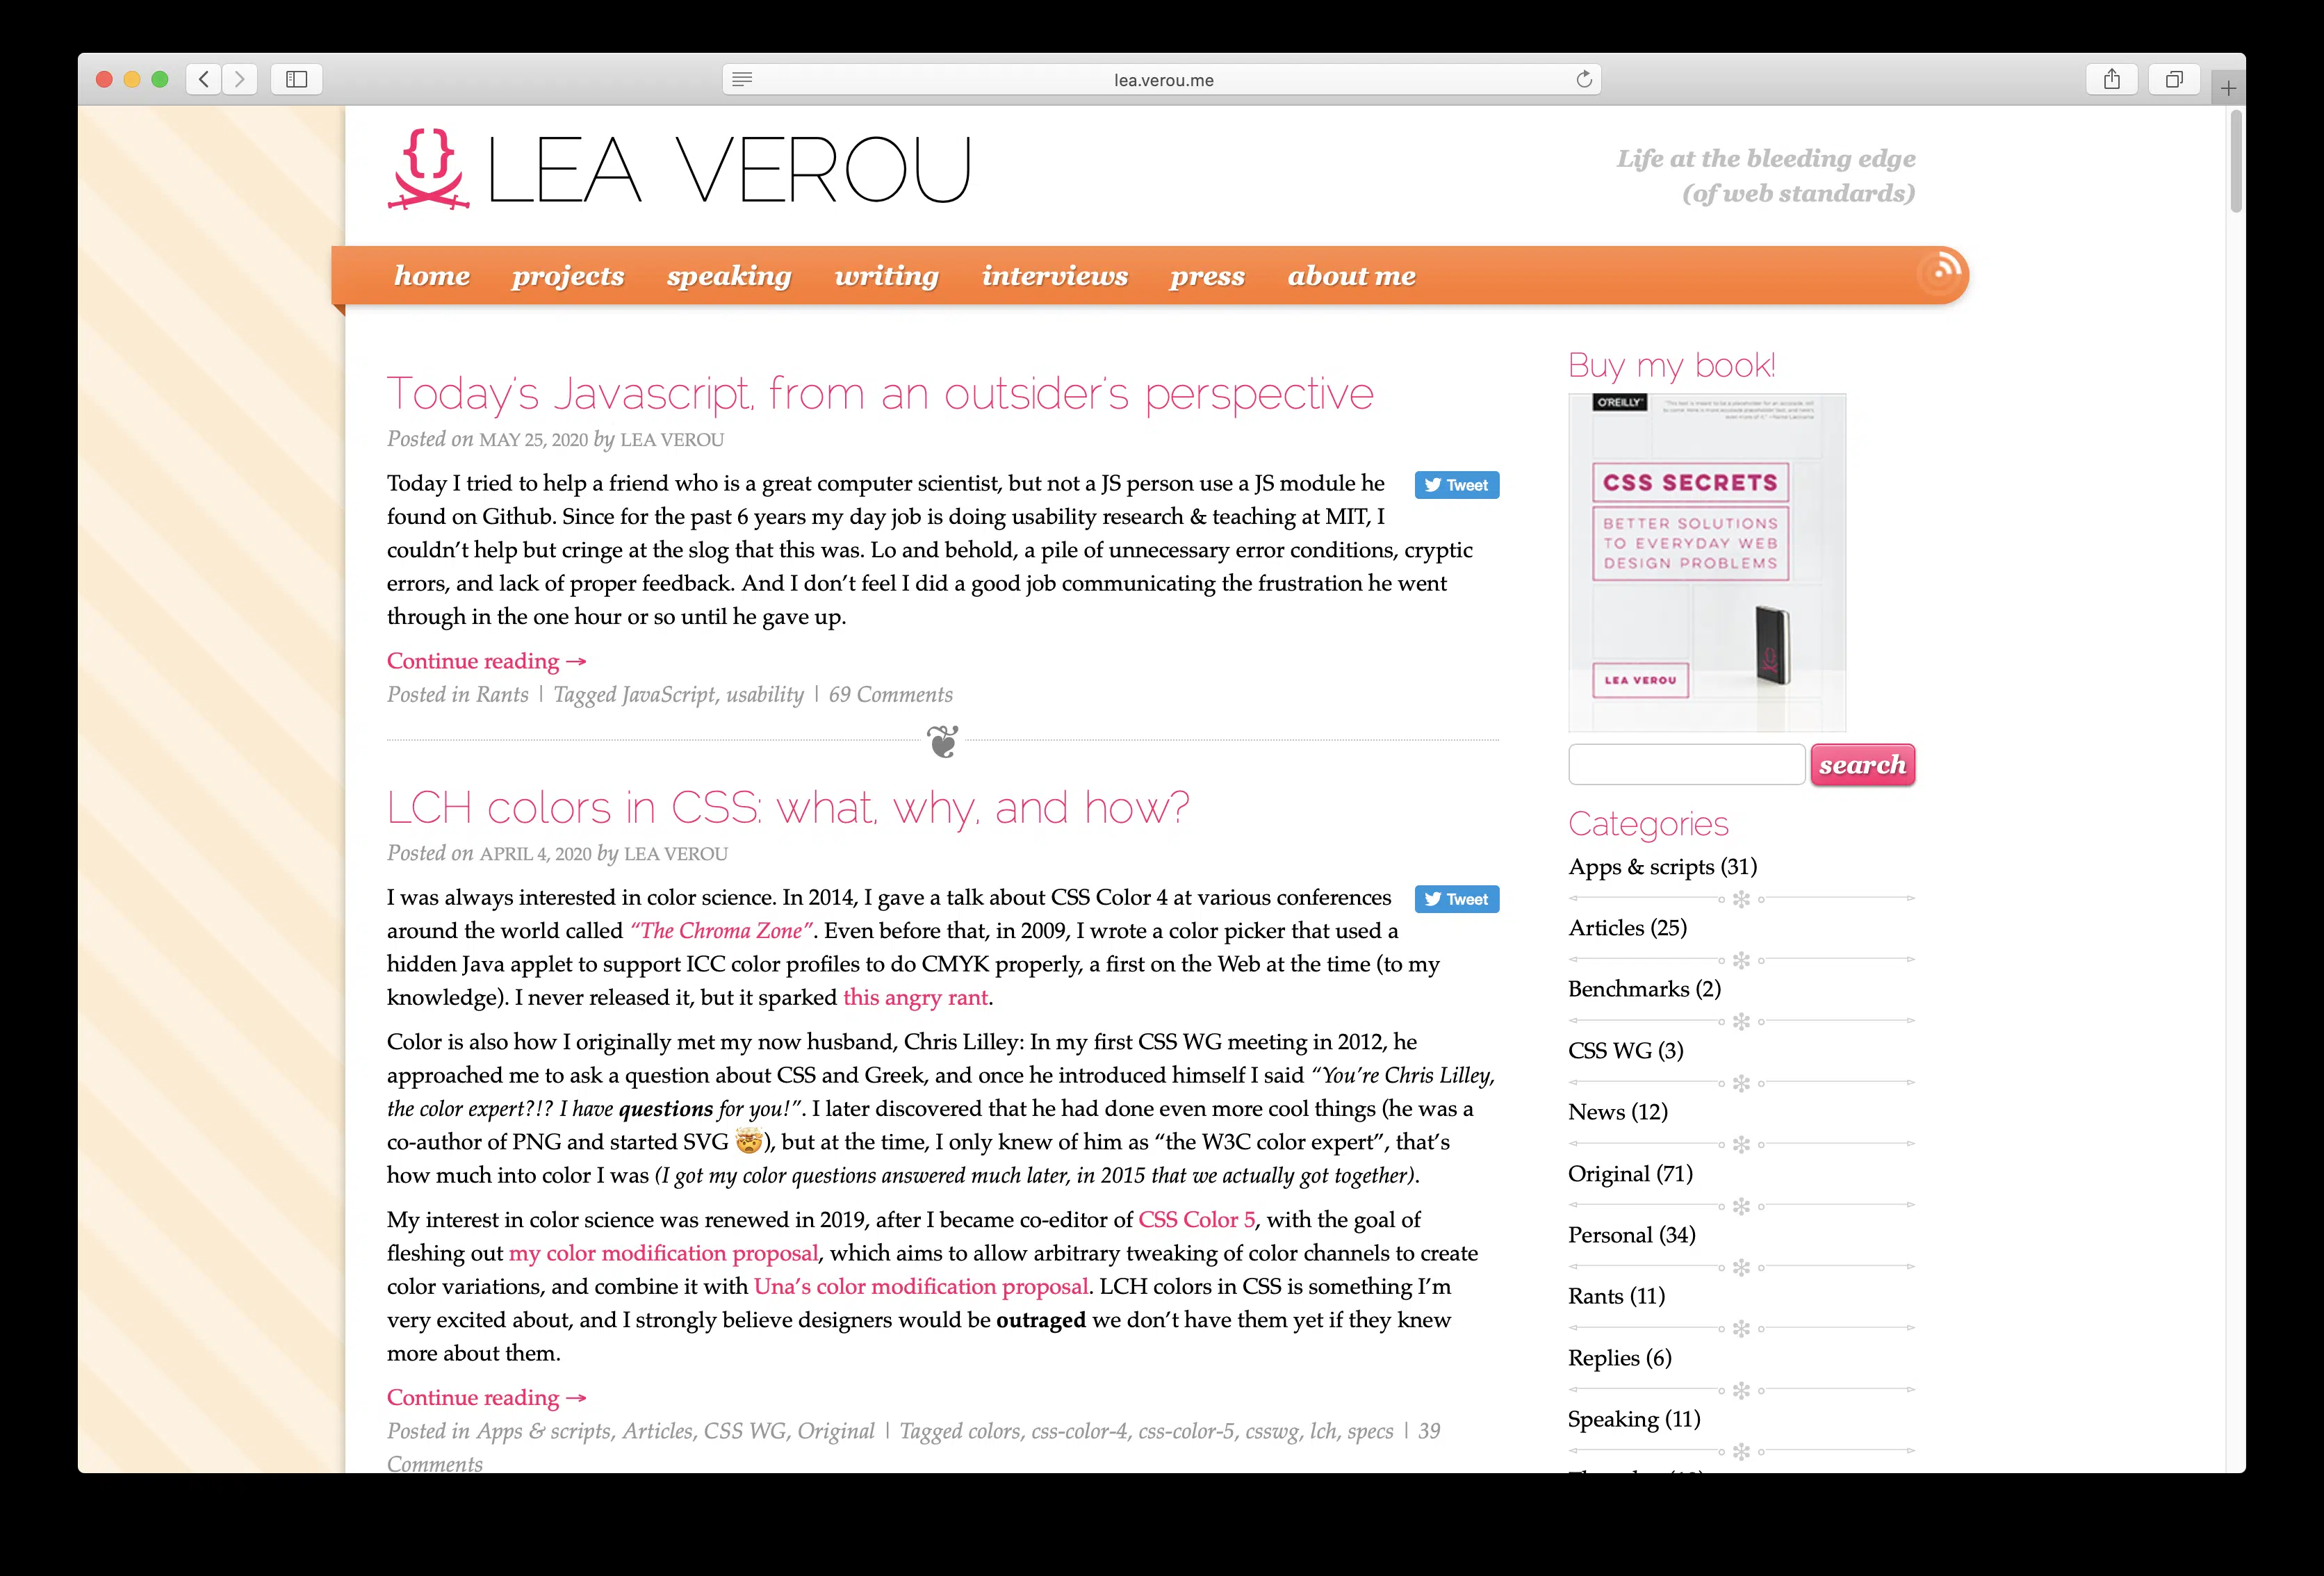 lea.verou.me
{} LEA VEROU
Life at the bleeding edge
(of web standards)
home projects speaking writing interviews press about me
Today's Javascript, from an outsider's perspective
Posted on MAY 25, 2020 by LEA VEROU
Tweet
Today I tried to help a friend who is a great computer scientist, but not a JS person use a JS module he
found on Github. Since for the past 6 years my day job is doing usability research & teaching at MIT, I
couldn’t help but cringe at the slog that this was. Lo and behold, a pile of unnecessary error conditions, cryptic
errors, and lack of proper feedback. And I don’t feel I did a good job communicating the frustration he went
through in the one hour or so until he gave up.
Continue reading →
Posted in Rants | Tagged JavaScript, usability | 69 Comments
LCH colors in CSS: what, why, and how?
Posted on APRIL 4, 2020 by LEA VEROU
Tweet
I was always interested in color science. In 2014, I gave a talk about CSS Color 4 at various conferences
around the world called “The Chroma Zone”. Even before that, in 2009, I wrote a color picker that used a
hidden Java applet to support ICC color profiles to do CMYK properly, a first on the Web at the time (to my
knowledge). I never released it, but it sparked this angry rant.
Color is also how I originally met my now husband, Chris Lilley: In my first CSS WG meeting in 2012, he
approached me to ask a question about CSS and Greek, and once he introduced himself I said “You’re Chris Lilley,
the color expert?!? I have questions for you!”. I later discovered that he had done even more cool things (he was a
co-author of PNG and started SVG 🤯), but at the time, I only knew of him as “the W3C color expert”, that’s
how much into color I was (I got my color questions answered much later, in 2015 that we actually got together).
My interest in color science was renewed in 2019, after I became co-editor of CSS Color 5, with the goal of
fleshing out my color modification proposal, which aims to allow arbitrary tweaking of color channels to create
color variations, and combine it with Una’s color modification proposal. LCH colors in CSS is something I’m
very excited about, and I strongly believe designers would be outraged we don’t have them yet if they knew
more about them.
Continue reading →
Posted in Apps & scripts, Articles, CSS WG, Original | Tagged colors, css-color-4, css-color-5, csswg, lch, specs | 39
Comments
Buy my book!
O'REILLY
CSS SECRETS
BETTER SOLUTIONS
TO EVERYDAY WEB
DESIGN PROBLEMS
LEA VEROU
search
Categories
Apps & scripts (31)
Articles (25)
Benchmarks (2)
CSS WG (3)
News (12)
Original (71)
Personal (34)
Rants (11)
Replies (6)
Speaking (11)